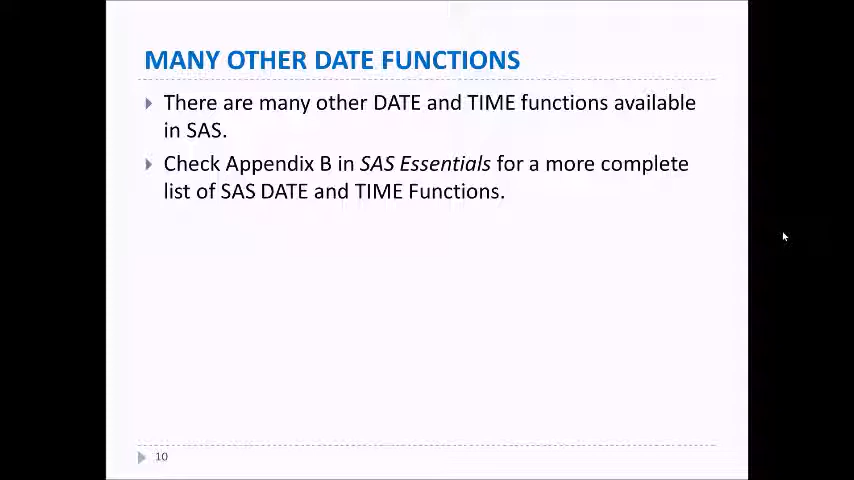 MANY OTHER DATE FUNCTIONS
There are many other DATE and TIME functions available
in SAS.
Check Appendix B in SAS Essentials for a more complete
list of SAS DATE and TIME Functions.
10